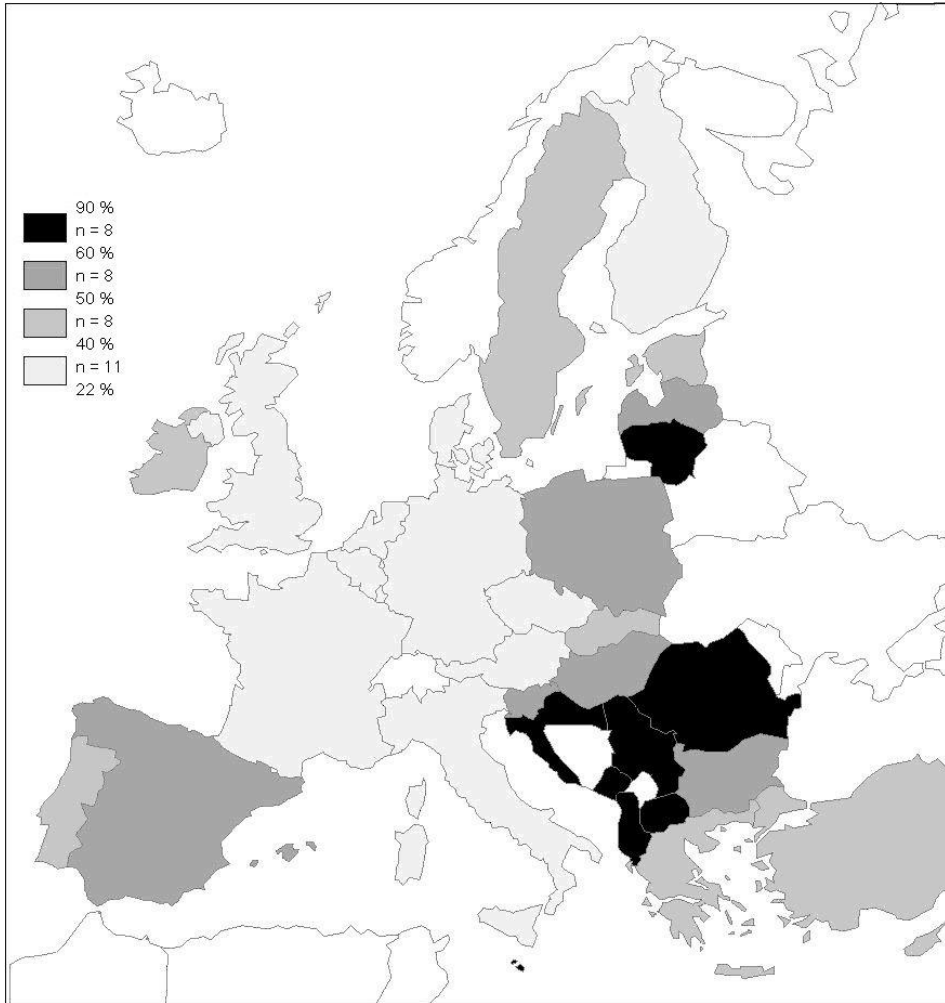 90 %
n = 8
60 %
n = 8
50 %
n = 8
40 %
n = 11
22 %